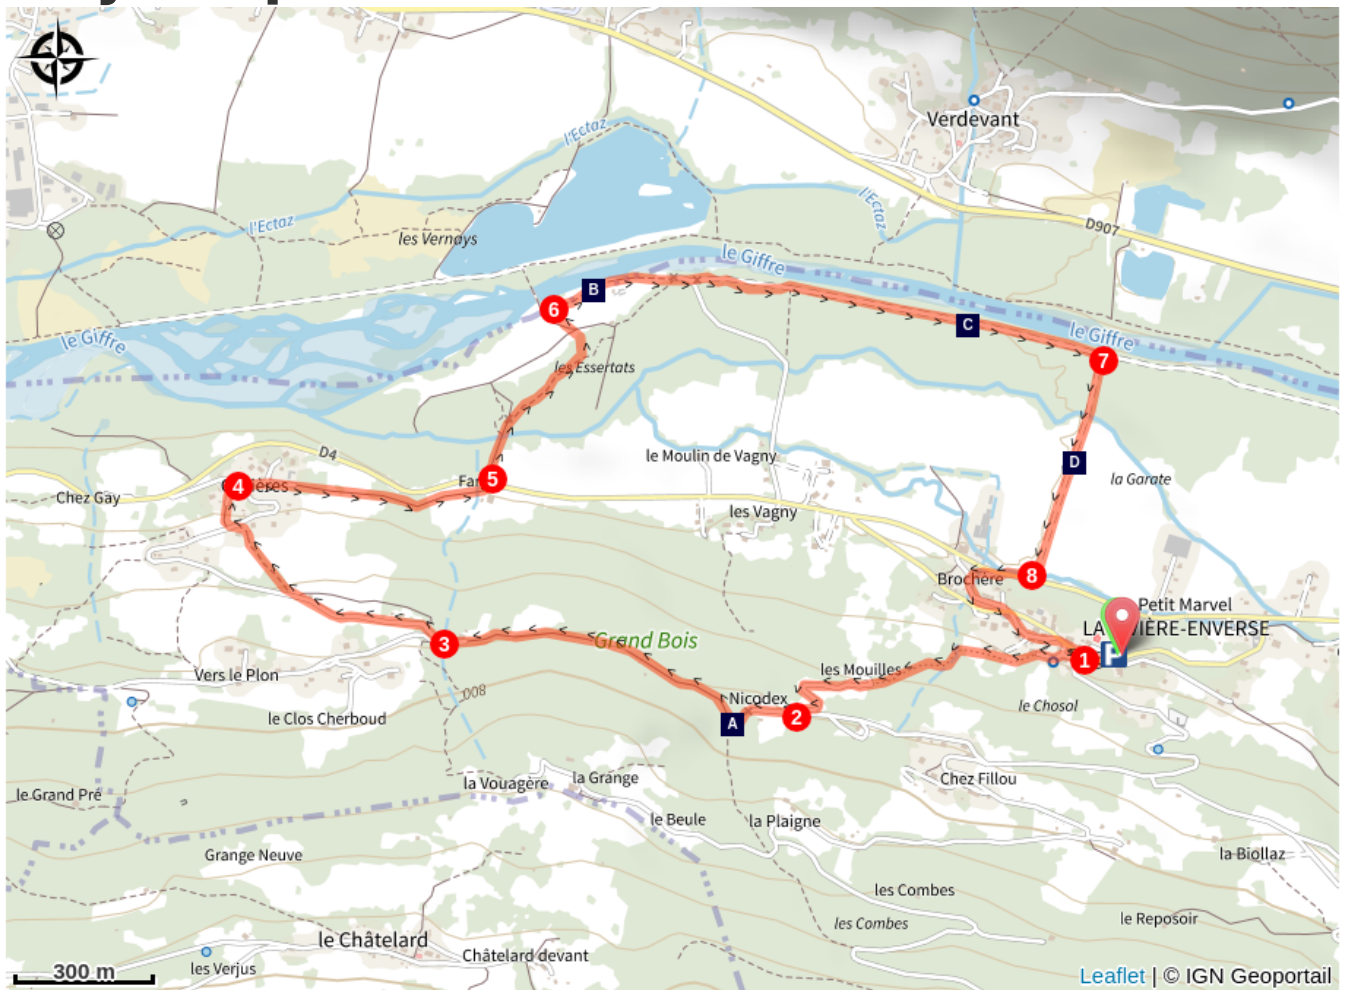 Verdevant
l'Ectaz
l'Ectaz
l'Ectaz
D907
les Vernays
le Giffre
B
6
C
le Giffre
le Giffre
7
les Essertats
D4
le Moulin de Vagny
D
la Garate
4
5
Chez Gay
les Vagny
Brochère
8
Petit Marvel
3
Grand Bois
1
P
les Mouilles
Vers le Plon
800
Nicodex
2
A
le Clos Cherboud
le Chosal
la Vouagère
la Grange
Chez Fillou
le Grand Pré
le Beule
la Plaigne
Grange Neuve
la Biollaz
les Combes
les Combes
le Reposoir
le Châtelard
Châtelard devant
les Verjus
300 m
Leaflet | © IGN Geoportail